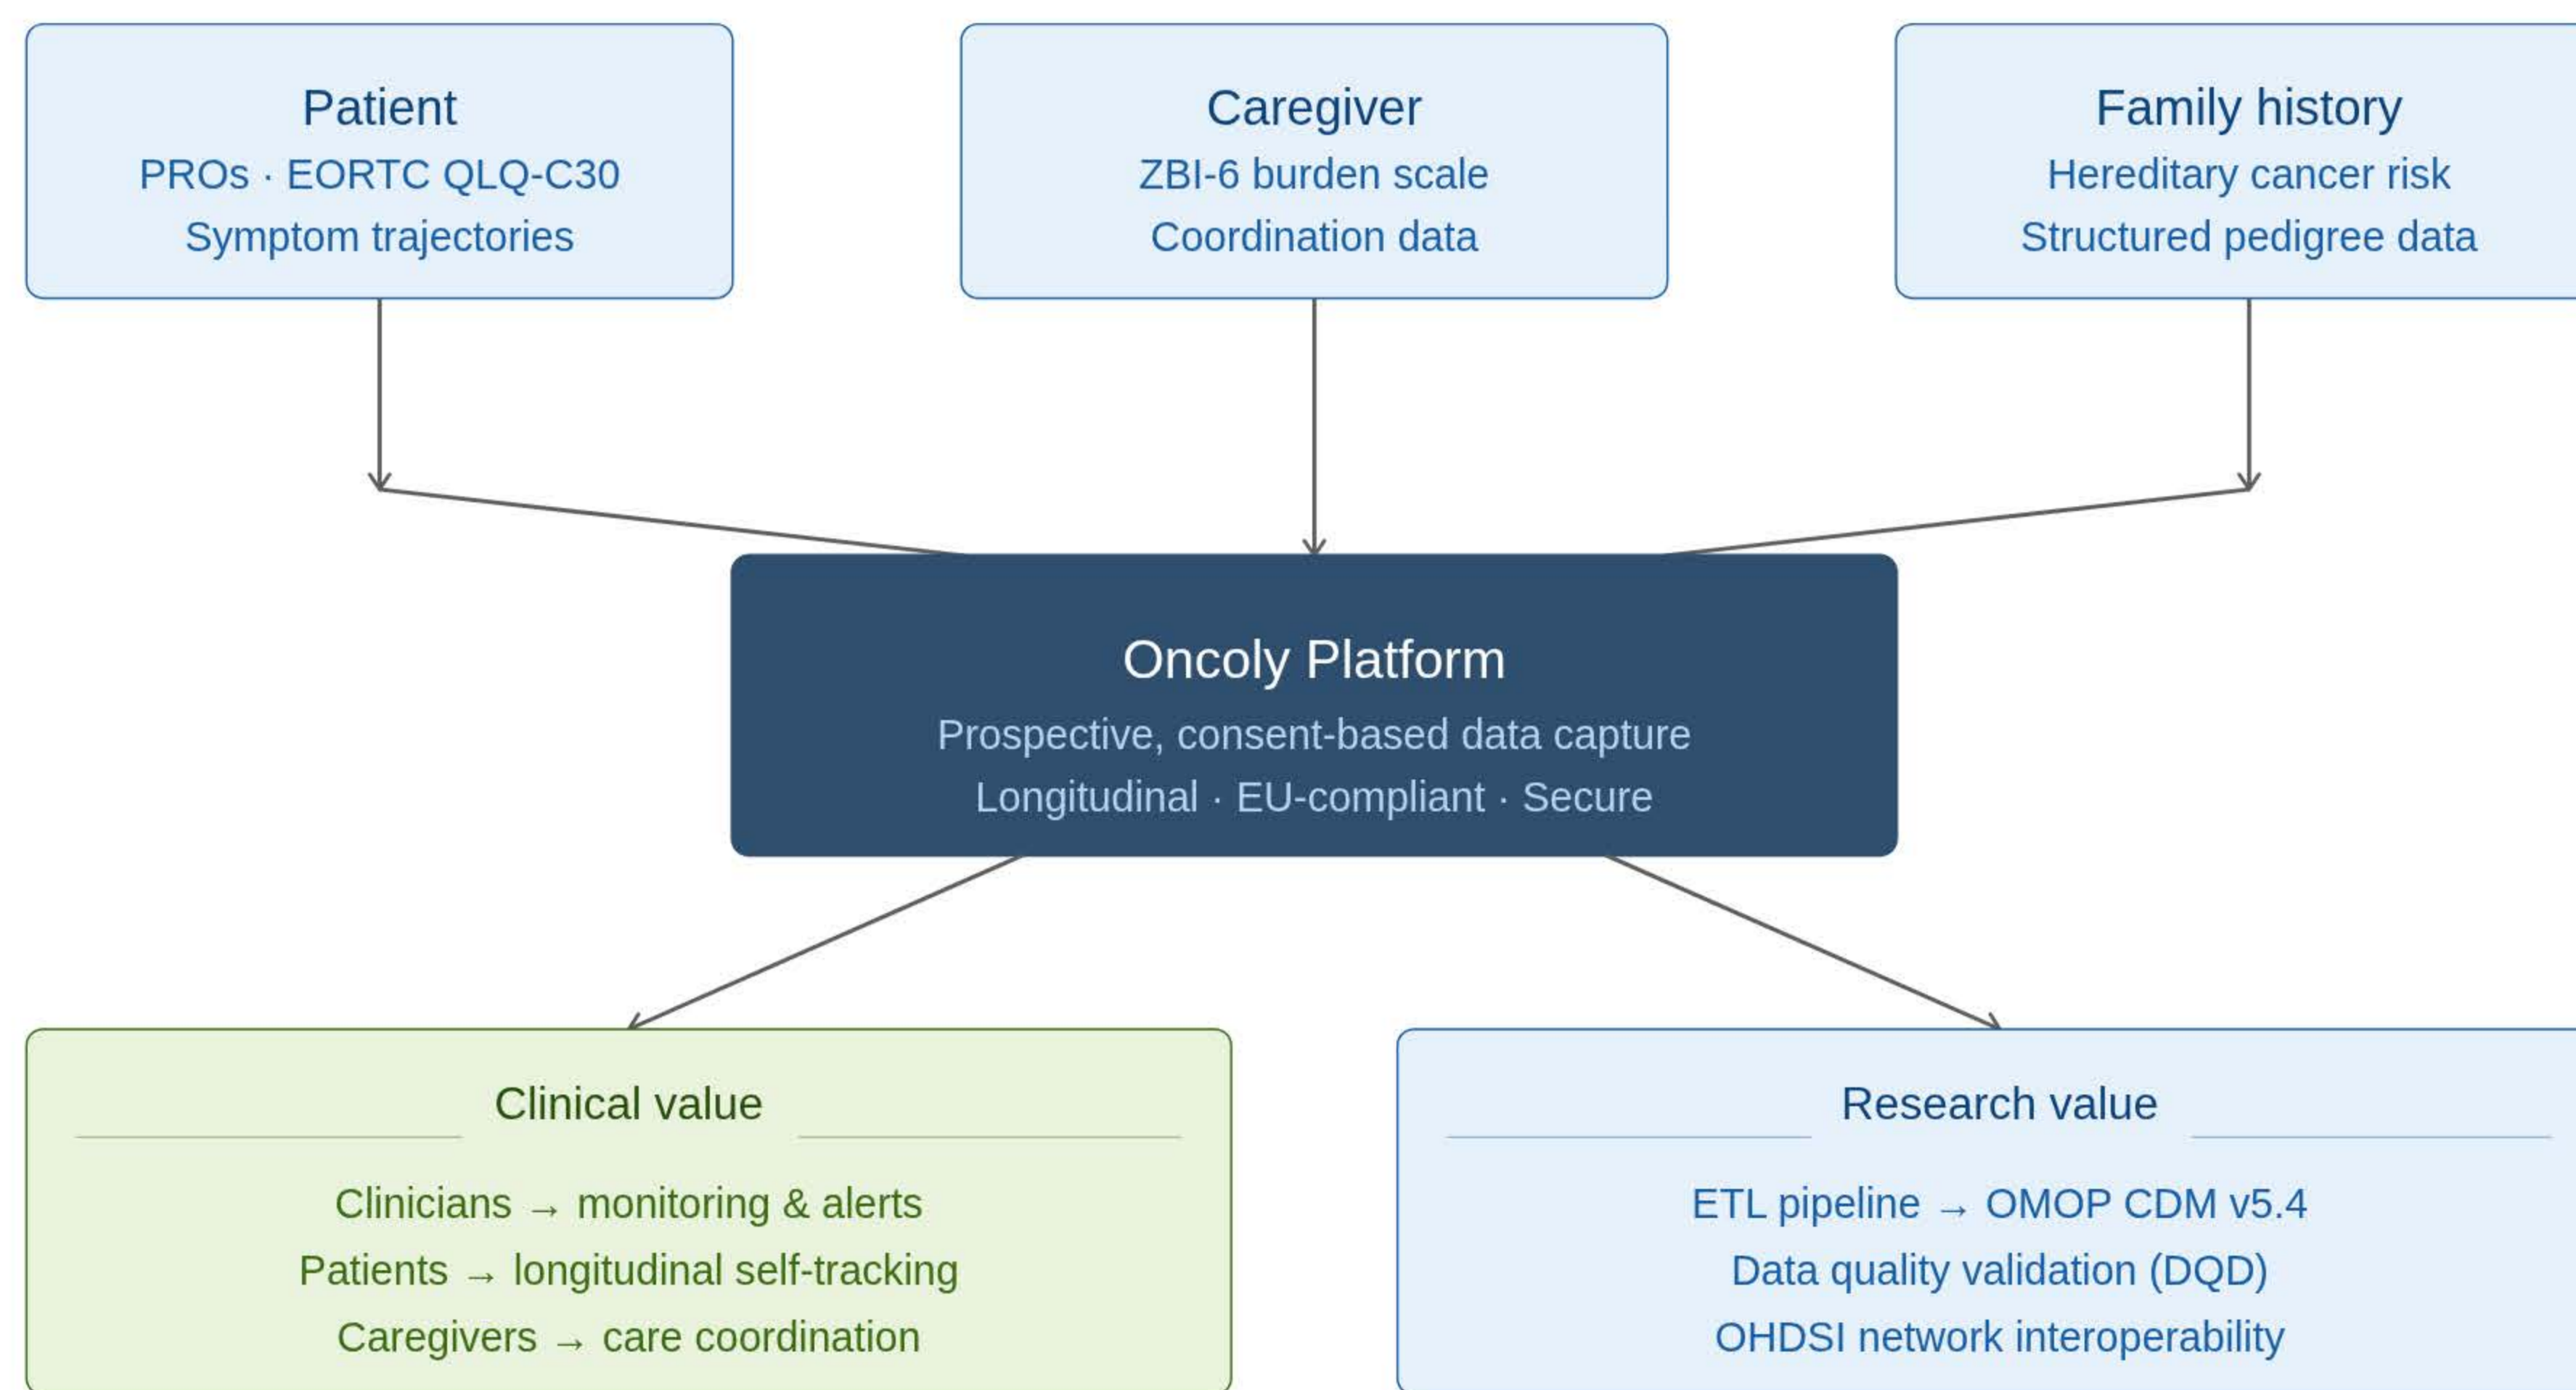 Patient
PROs · EORTC QLQ-C30
Symptom trajectories
Caregiver
ZBI-6 burden scale
Coordination data
Family history
Hereditary cancer risk
Structured pedigree data
Oncoly Platform
Prospective, consent-based data capture
Longitudinal · EU-compliant · Secure
Clinical value
Clinicians → monitoring & alerts
Patients → longitudinal self-tracking
Caregivers → care coordination
Research value
ETL pipeline → OMOP CDM v5.4
Data quality validation (DQD)
OHDSI network interoperability